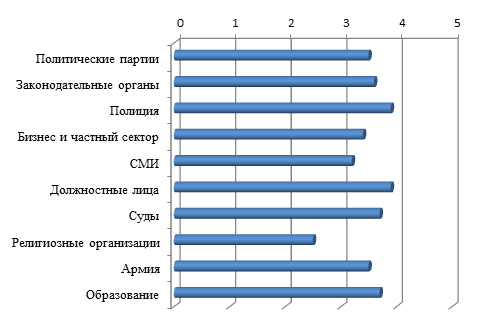 0 1 2 3 4 5
Политические партии
Законодательные органы
Полиция
Бизнес и частный сектор
СМИ
Должностные лица
Суды
Религиозные организации
Армия
Образование